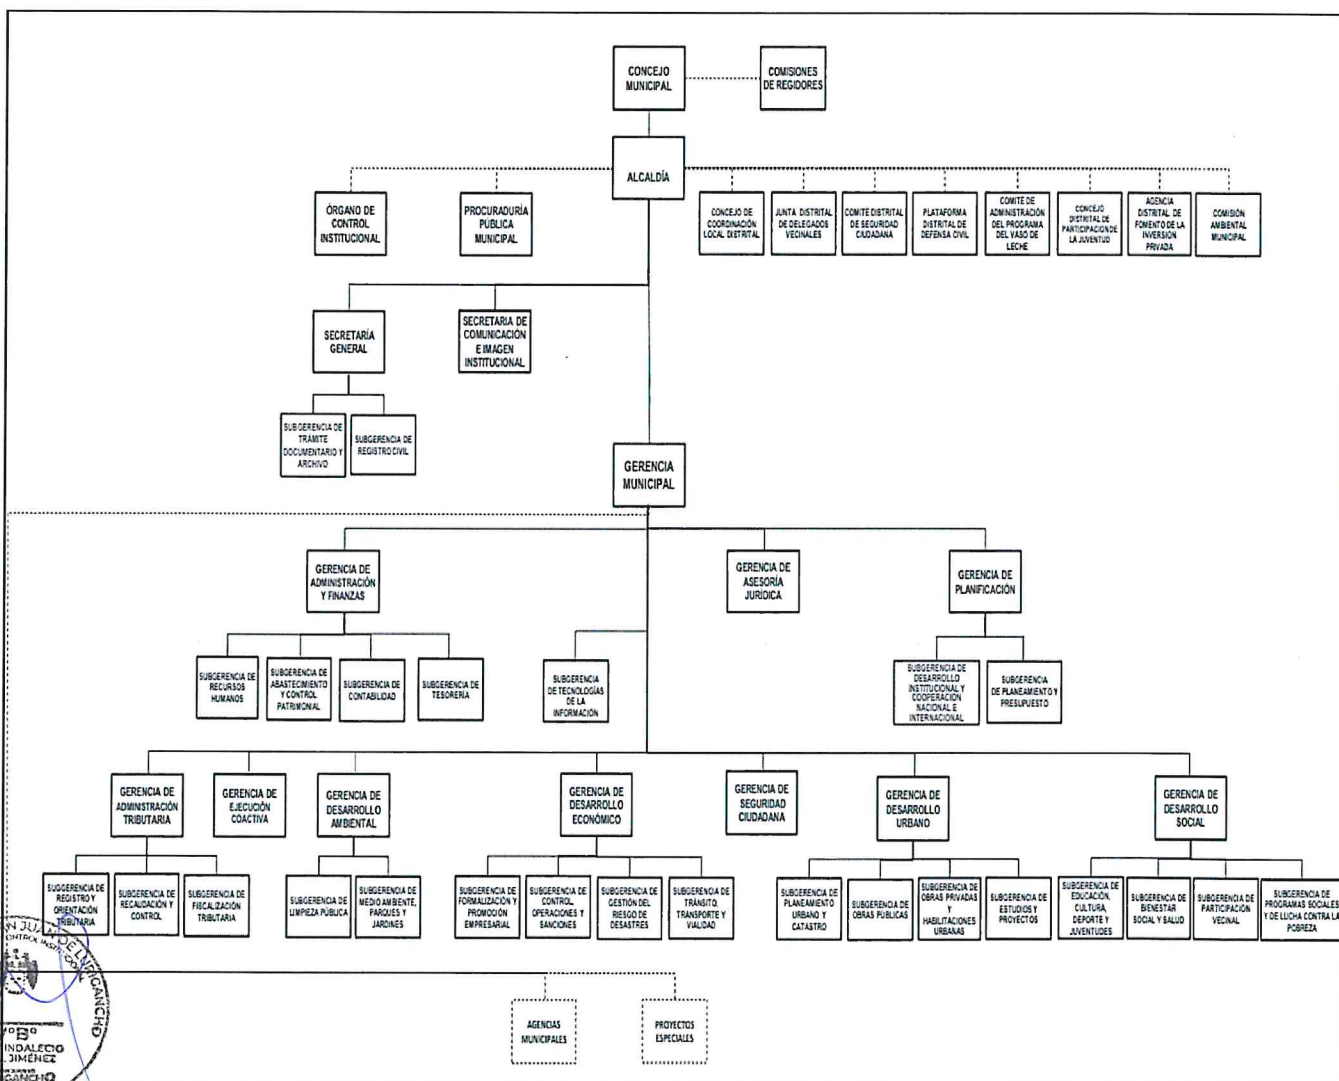 CONCEJO
MUNICIPAL
COMISIONES
DE REGIDORES
ALCALDÍA
ÓRGANO DE
CONTROL
INSTITUCIONAL
PROCURADURÍA
PÚBLICA
MUNICIPAL
CONCEJO DE
COORDINACIÓN
LOCAL DISTRITAL
JUNTA DISTRITAL
DE DELEGADOS
VECINALES
COMITÉ DISTRITAL
DE SEGURIDAD
CIUDADANA
PLATAFORMA
DISTRITAL DE
DEFENSA CIVIL
COMITÉ DE
ADMINISTRACIÓN
DEL PROGRAMA
DEL VASO DE
LECHE
CONCEJO
DISTRITAL DE
PARTICIPACION DE
LA JUVENTUD
AGENCIA
DISTRITAL DE
FOMENTO DE LA
INVERSIÓN
PRIVADA
COMISIÓN
AMBIENTAL
MUNICIPAL
SECRETARÍA
GENERAL
SECRETARIA DE
COMUNICACIÓN
E IMAGEN
INSTITUCIONAL
SUBGERENCIA DE
TRÁMITE
DOCUMENTARIO Y
ARCHIVO
SUBGERENCIA DE
REGISTRO CIVIL
GERENCIA
MUNICIPAL
GERENCIA DE
ADMINISTRACIÓN
Y FINANZAS
GERENCIA DE
ASESORÍA
JURÍDICA
GERENCIA DE
PLANIFICACIÓN
SUBGERENCIA DE
RECURSOS
HUMANOS
SUBGERENCIA DE
ABASTECIMIENTO
Y CONTROL
PATRIMONIAL
SUBGERENCIA
DE CONTABILIDAD
SUBGERENCIA DE
TESORERÍA
SUBGERENCIA
DE TECNOLOGÍAS
DE LA
INFORMACIÓN
SUBGERENCIA DE
DESARROLLO
INSTITUCIONAL Y
COOPERACIÓN
NACIONAL E
INTERNACIONAL
SUBGERENCIA
DE PLANEAMIENTO Y
PRESUPUESTO
GERENCIA DE
ADMINISTRACIÓN
TRIBUTARIA
GERENCIA DE
EJECUCIÓN
COACTIVA
GERENCIA DE
DESARROLLO
AMBIENTAL
GERENCIA DE
DESARROLLO
ECONÓMICO
GERENCIA DE
SEGURIDAD
CIUDADANA
GERENCIA DE
DESARROLLO
URBANO
GERENCIA DE
DESARROLLO
SOCIAL
SUBGERENCIA DE
REGISTRO Y
ORIENTACIÓN
TRIBUTARIA
SUBGERENCIA DE
RECAUDACIÓN Y
CONTROL
SUBGERENCIA DE
FISCALIZACIÓN
TRIBUTARIA
SUBGERENCIA DE
LIMPIEZA PÚBLICA
SUBGERENCIA DE
MEDIO AMBIENTE,
PARQUES Y
JARDINES
SUBGERENCIA DE
FORMALIZACIÓN Y
PROMOCIÓN
EMPRESARIAL
SUBGERENCIA DE
CONTROL,
OPERACIONES Y
SANCIONES
SUBGERENCIA DE
GESTIÓN DEL
RIESGO DE
DESASTRES
SUBGERENCIA DE
TRÁNSITO,
TRANSPORTE Y
VIALIDAD
SUBGERENCIA DE
PLANEAMIENTO
URBANO Y
CATASTRO
SUBGERENCIA DE
OBRAS PÚBLICAS
SUBGERENCIA DE
OBRAS PRIVADAS
Y
HABILITACIONES
URBANAS
SUBGERENCIA DE
ESTUDIOS Y
PROYECTOS
SUBGERENCIA DE
EDUCACIÓN,
CULTURA,
DEPORTE Y
JUVENTUDES
SUBGERENCIA DE
BIENESTAR
SOCIAL Y SALUD
SUBGERENCIA DE
PARTICIPACIÓN
VECINAL
SUBGERENCIA DE
PROGRAMAS SOCIALES
Y DE LUCHA CONTRA LA
POBREZA
AGENCIAS
MUNICIPALES
PROYECTOS
ESPECIALES
N JUAN DE LURIGANCHO
CONTROL INSTITUCIONAL
V°B°
INDALECIO
JIMÉNEZ